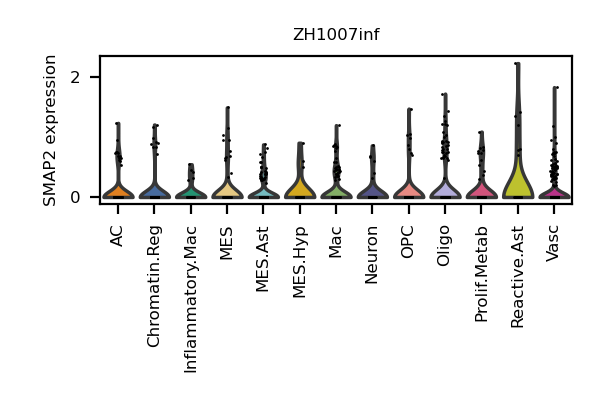 ZH1007inf
SMAP2 expression
2
0
AC
Chromatin.Reg
Inflammatory.Mac
MES
MES.Ast
MES.Hyp
Mac
Neuron
OPC
Oligo
Prolif.Metab
Reactive.Ast
Vasc